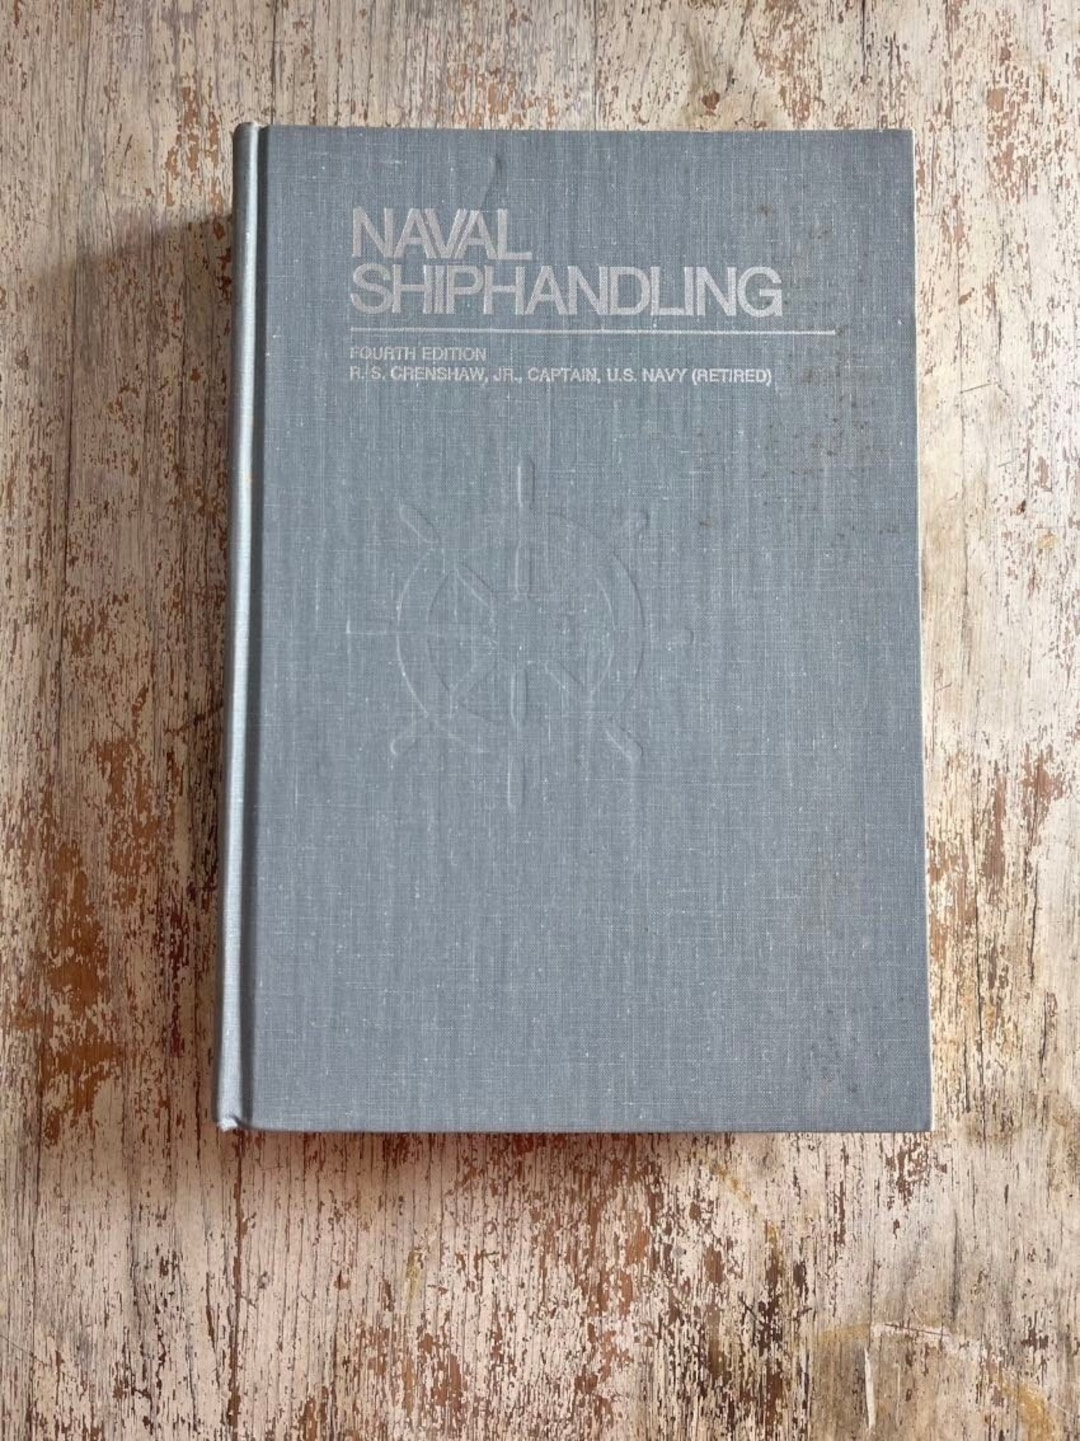 NAVAL
SHIPHANDLING
FOURTH EDITION
R. S. CRENSHAW, JR., CAPTAIN, U.S. NAVY (RETIRED)